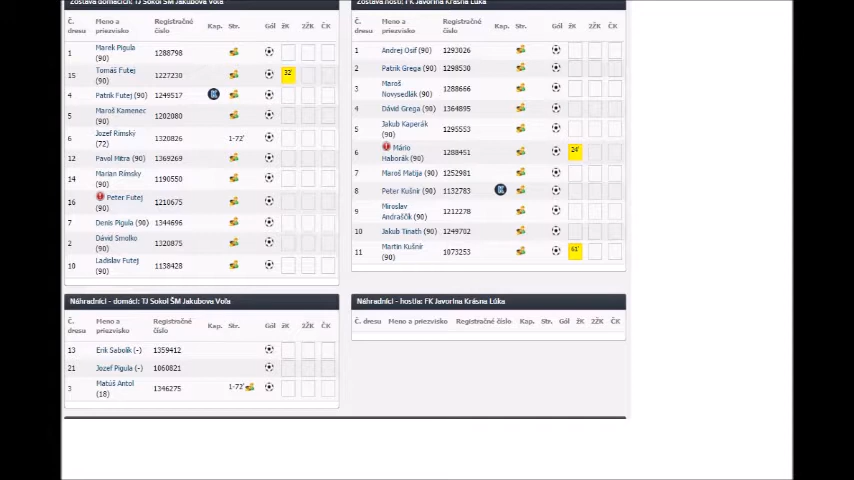 Zostava domácich: TJ Sokol ŠM Jakubova Voľa
Č. dresu Meno a priezvisko Registračné číslo Kap. Str. Gól žK 2ŽK ČK
1 Marek Pigula (90) 1288798
15 Tomáš Futej (90) 1227230 32'
4 Patrik Futej (90) 1249517
5 Maroš Kamenec (90) 1202080
6 Jozef Rimský (72) 1320826 1-72'
12 Pavol Mitra (90) 1369269
14 Marian Rimsky (90) 1190550
16 Peter Futej (90) 1210675
7 Denis Pigula (90) 1344696
2 Dávid Smolko (90) 1320875
10 Ladislav Futej (90) 1138428
Zostava hostí: FK Javorina Krásna Lúka
Č. dresu Meno a priezvisko Registračné číslo Kap. Str. Gól žK 2ŽK ČK
1 Andrej Osif (90) 1293026
2 Patrik Grega (90) 1298530
3 Maroš Novysedlák (90) 1288666
4 Dávid Grega (90) 1364895
5 Jakub Kaperák (90) 1295553
6 Mário Haborák (90) 1288451 24'
7 Maroš Matija (90) 1252981
8 Peter Kušnír (90) 1132783
9 Miroslav Andraščík (90) 1212278
10 Jakub Tinath (90) 1249702
11 Martin Kušnír (90) 1073253 61'
Náhradníci - domáci: TJ Sokol ŠM Jakubova Voľa
Č. dresu Meno a priezvisko Registračné číslo Kap. Str. Gól žK 2ŽK ČK
13 Erik Sabolik (-) 1359412
21 Jozef Pigula (-) 1060821
3 Matúš Antol (18) 1346275 1-72'
Náhradníci - hostia: FK Javorina Krásna Lúka
Č. dresu Meno a priezvisko Registračné číslo Kap. Str. Gól žK 2ŽK ČK